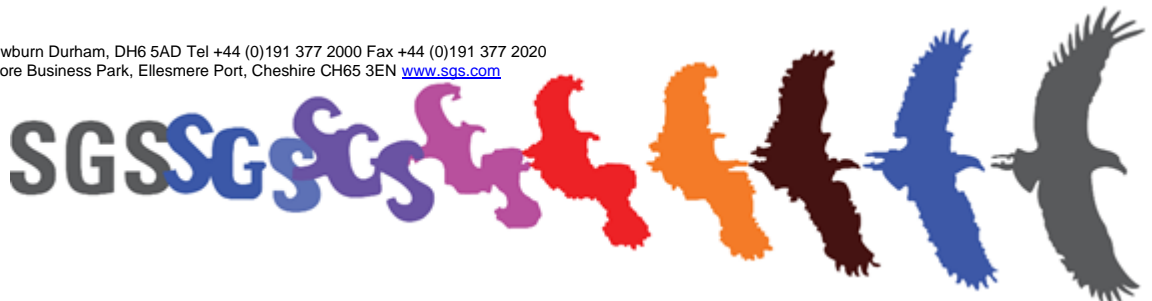 wburn Durham, DH6 5AD Tel +44 (0)191 377 2000 Fax +44 (0)191 377 2020
ore Business Park, Ellesmere Port, Cheshire CH65 3EN www.sgs.com
SGS SGS SGS